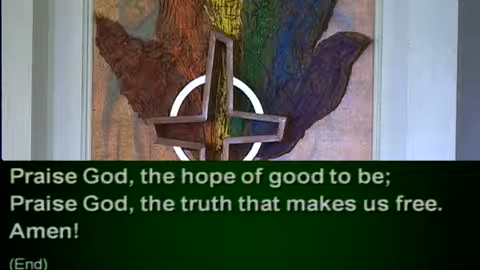 Praise God, the hope of good to be;
Praise God, the truth that makes us free.
Amen!
(End)